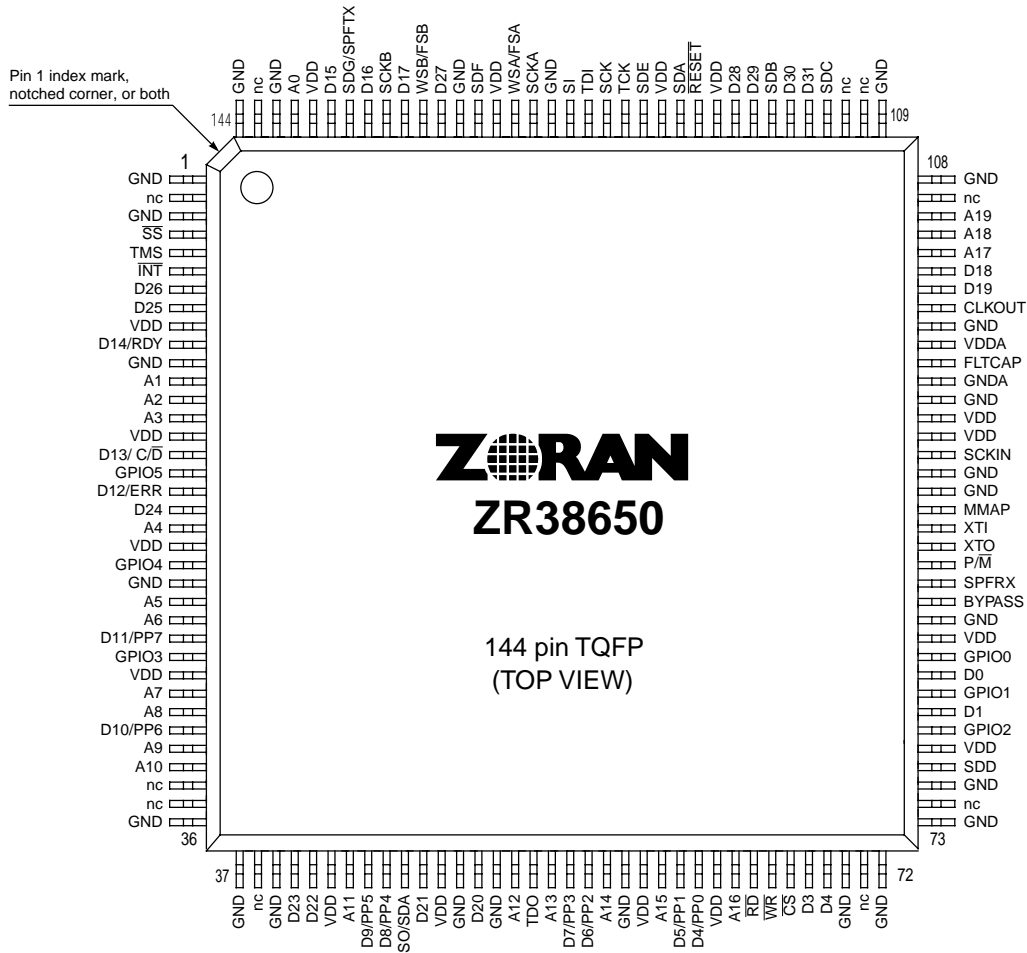 Pin 1 index mark,
notched corner, or both
GND
nc
GND
A0
VDD
D15
SDG/SPFTX
D16
SCKB
D17
WSB/FSB
D27
GND
SDF
VDD
WSA/FSA
SCKA
GND
SI
TDI
SCK
TCK
SDE
VDD
SDA
RESET
VDD
D28
D29
SDB
D30
D31
SDC
nc
nc
GND
144
109
1
108
GND
nc
GND
SS
TMS
INT
D26
D25
VDD
D14/RDY
GND
A1
A2
A3
VDD
D13/ C/D
GPIO5
D12/ERR
D24
A4
VDD
GPIO4
GND
A5
A6
D11/PP7
GPIO3
VDD
A7
A8
D10/PP6
A9
A10
nc
nc
GND
ZORAN
ZR38650
144 pin TQFP
(TOP VIEW)
GND
nc
A19
A18
A17
D18
D19
CLKOUT
GND
VDDA
FLTCAP
GNDA
GND
VDD
VDD
SCKIN
GND
GND
MMAP
XTI
XTO
P/M
SPFRX
BYPASS
GND
VDD
GPIO0
D0
GPIO1
D1
GPIO2
VDD
SDD
GND
nc
GND
36
73
37
72
GND
nc
GND
D23
D22
VDD
A11
D9/PP5
D8/PP4
SO/SDA
D21
VDD
GND
D20
GND
A12
TDO
A13
D7/PP3
D6/PP2
A14
GND
VDD
A15
D5/PP1
D4/PP0
VDD
A16
RD
WR
CS
D3
D4
GND
nc
GND